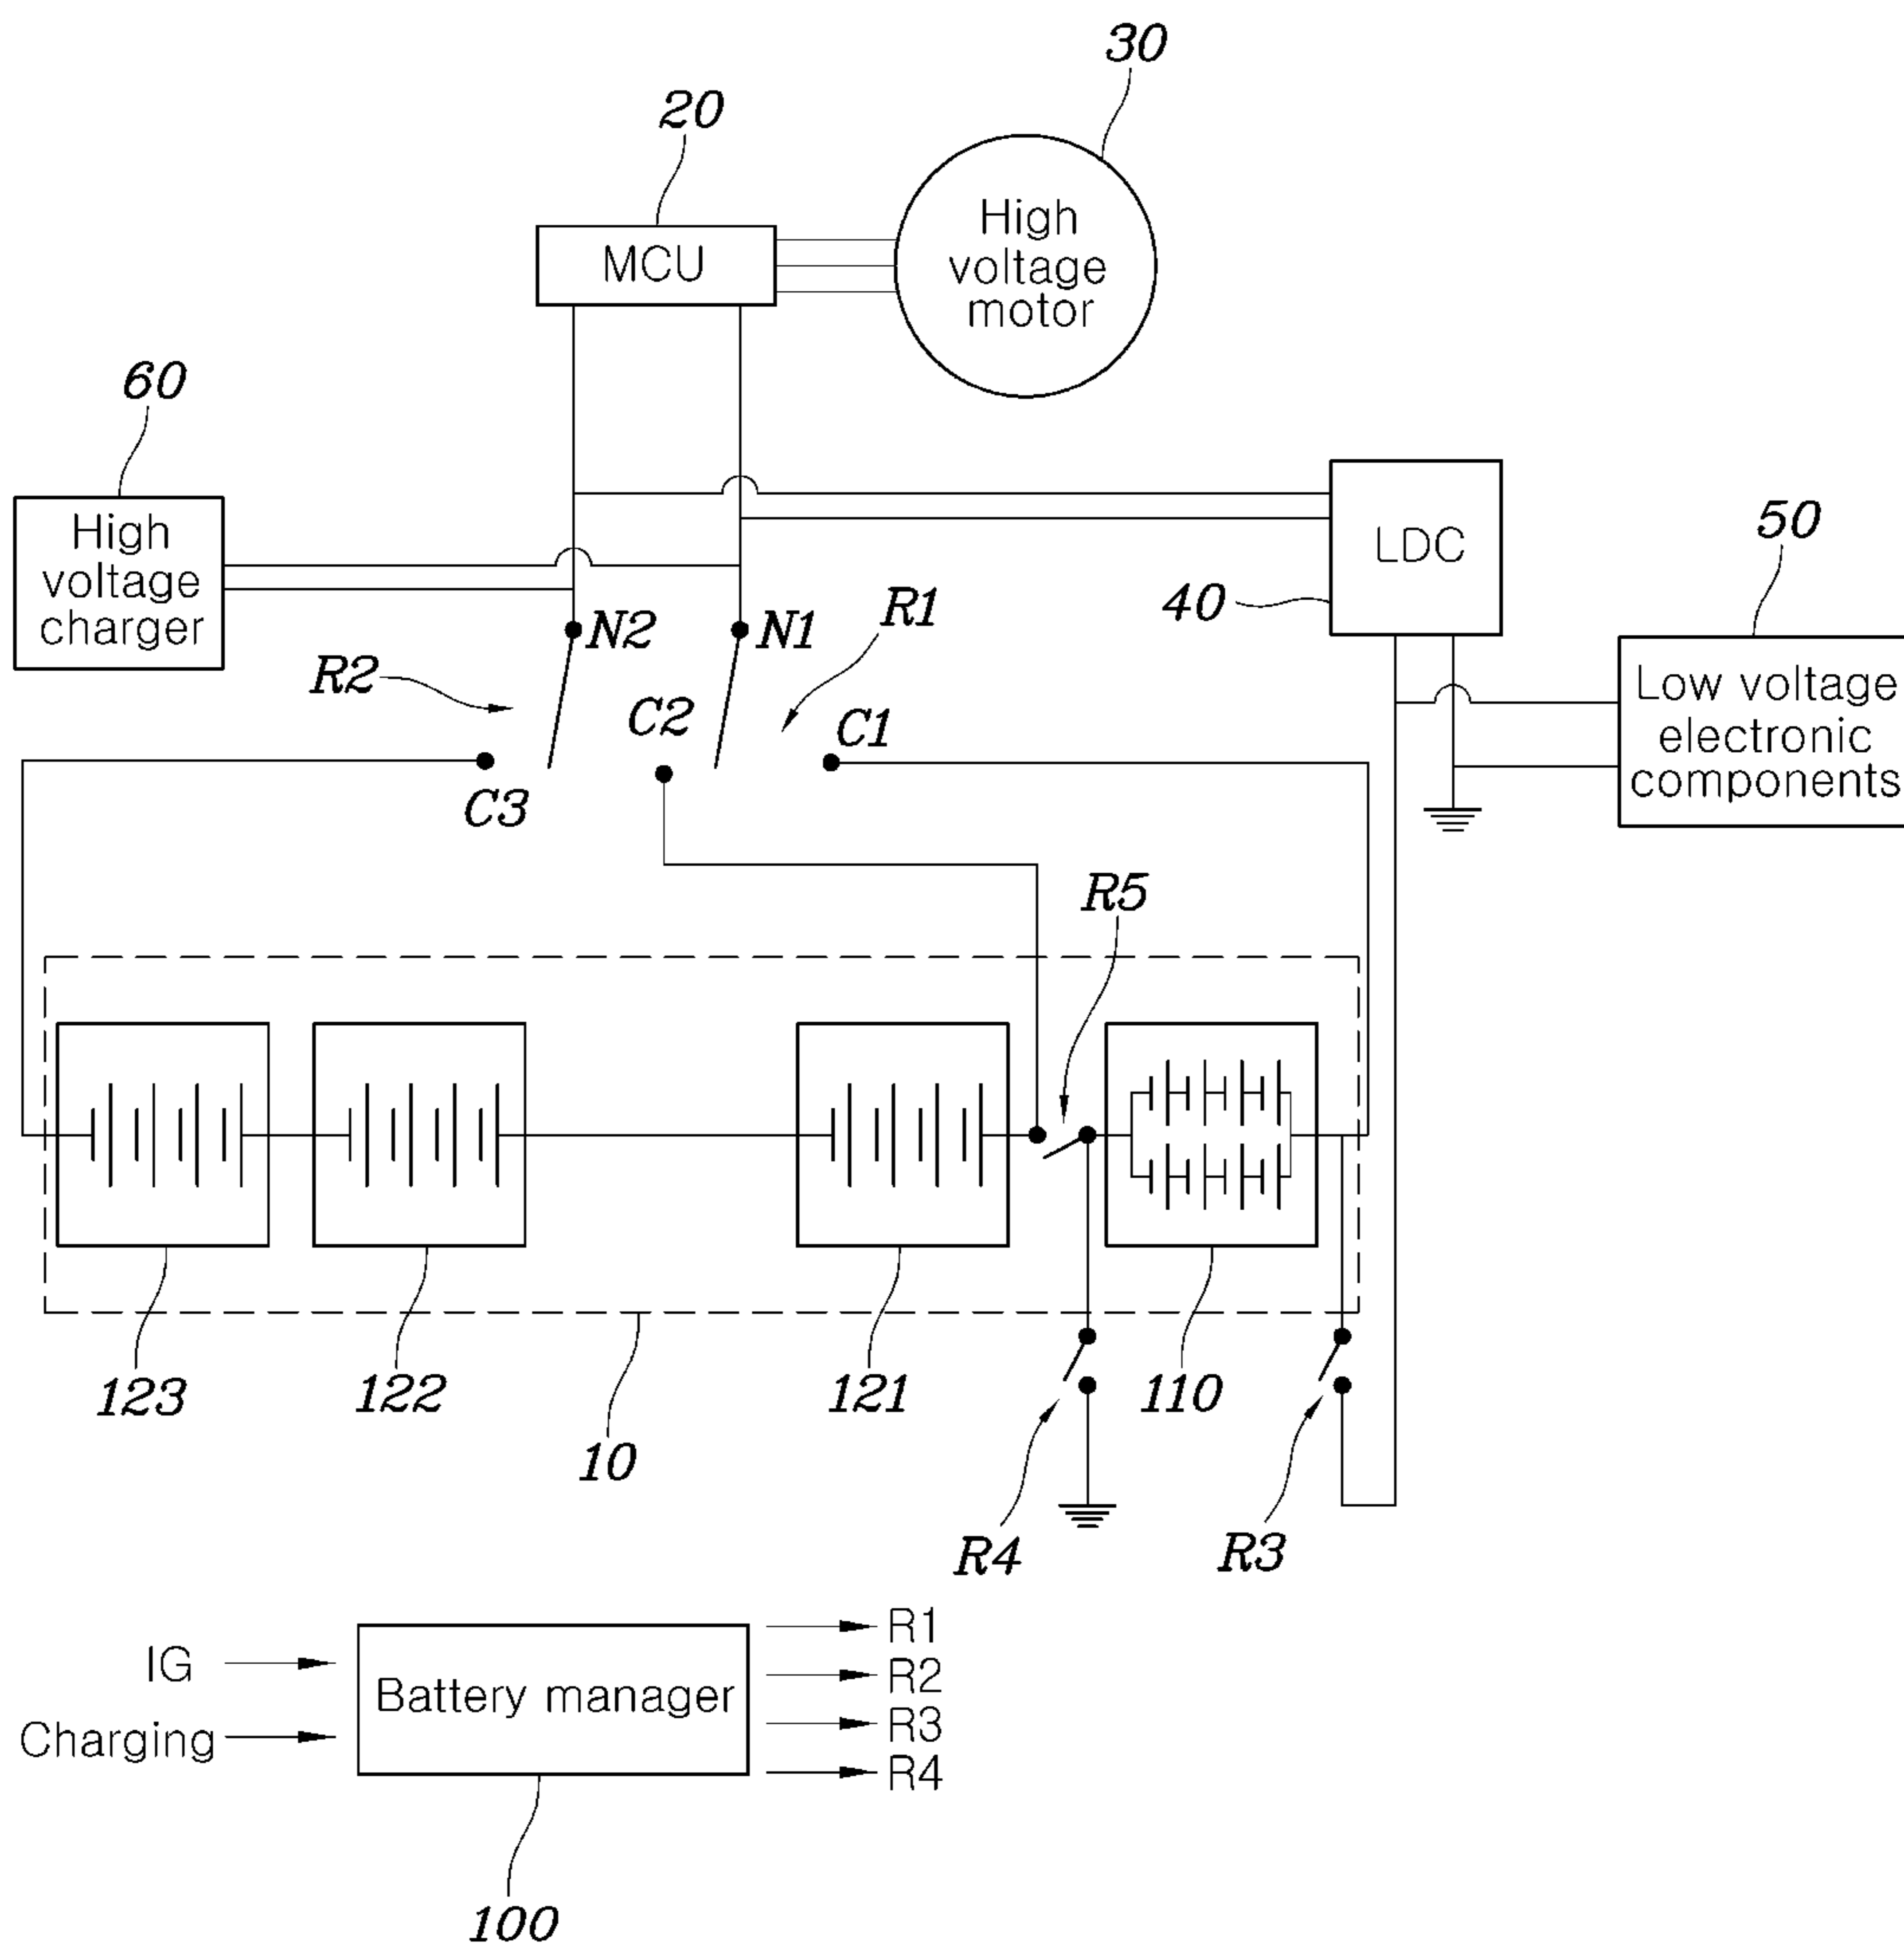 30
20
High
voltage
motor
MCU
60
High
voltage
charger
LDC
50
40
R1
N2
N1
R2
C2
C1
Low voltage
electronic
components
C3
R5
123
122
121
110
10
R4
R3
IG
Charging
Battery manager
R1
R2
R3
R4
100